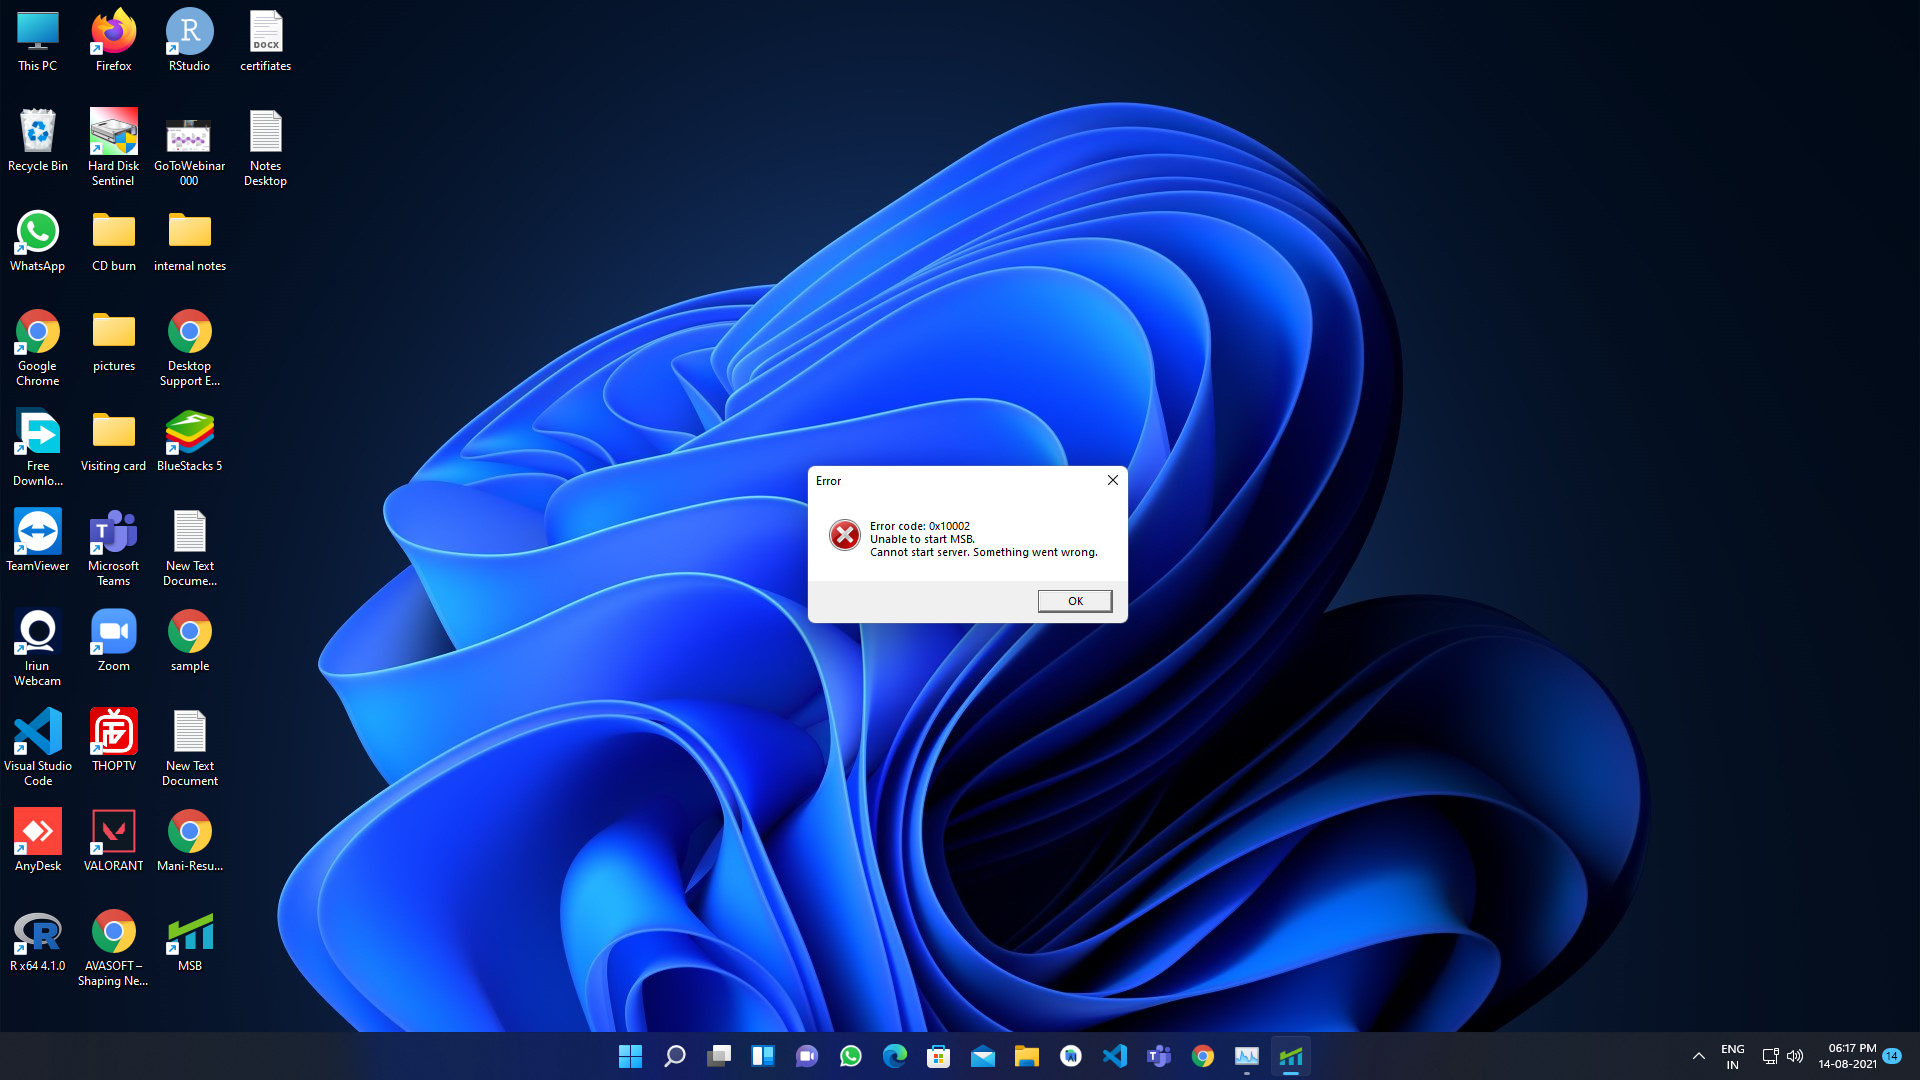 This PC
Firefox
RStudio
DOCX
certifiates
Recycle Bin
Hard Disk
Sentinel
GoToWebinar
000
Notes
Desktop
WhatsApp
CD burn
internal notes
Google
Chrome
pictures
Desktop
Support E...
Free
Downlo...
Visiting card
BlueStacks 5
TeamViewer
Microsoft
Teams
New Text
Docume...
Iriun
Webcam
Zoom
sample
Visual Studio
Code
THOPTV
New Text
Document
AnyDesk
VALORANT
Mani-Resu...
R x64 4.1.0
AVASOFT –
Shaping Ne...
MSB
Error
Error code: 0x10002
Unable to start MSB.
Cannot start server. Something went wrong.
OK
ENG
IN
06:17 PM
14-08-2021
14